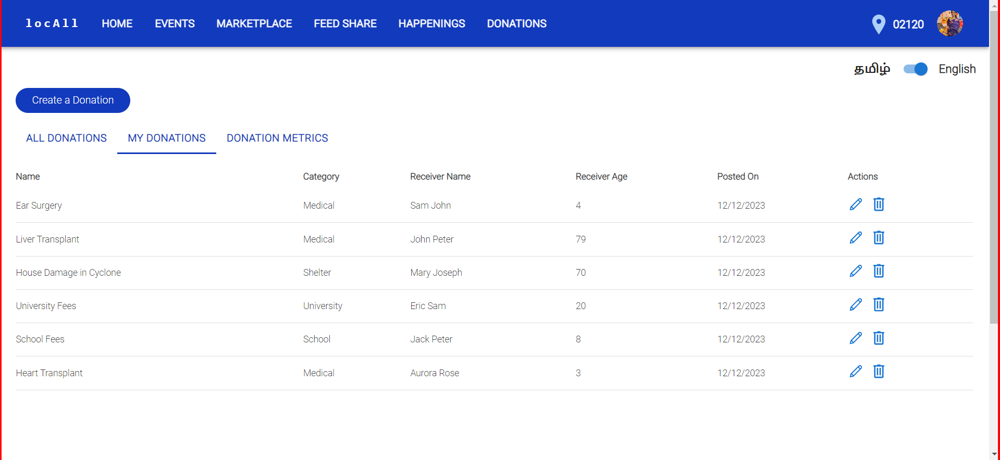 locAll HOME EVENTS MARKETPLACE FEED SHARE HAPPENINGS DONATIONS 02120
தமிழ் English
Create a Donation
ALL DONATIONS MY DONATIONS DONATION METRICS
Name Category Receiver Name Receiver Age Posted On Actions
Ear Surgery Medical Sam John 4 12/12/2023
Liver Transplant Medical John Peter 79 12/12/2023
House Damage in Cyclone Shelter Mary Joseph 70 12/12/2023
University Fees University Eric Sam 20 12/12/2023
School Fees School Jack Peter 8 12/12/2023
Heart Transplant Medical Aurora Rose 3 12/12/2023